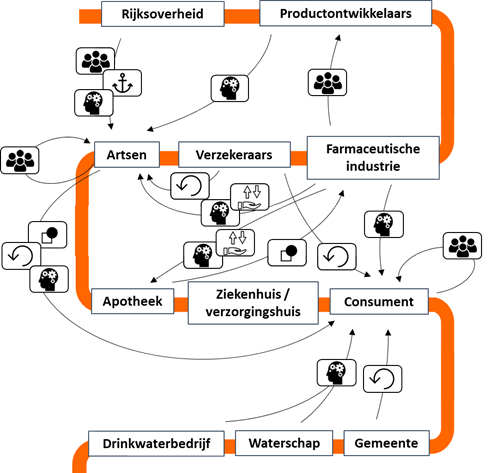 Rijksoverheid
Productontwikkelaars
Artsen
Verzekeraars
Farmaceutische
industrie
Apotheek
Ziekenhuis /
verzorgingshuis
Consument
Drinkwaterbedrijf
Waterschap
Gemeente